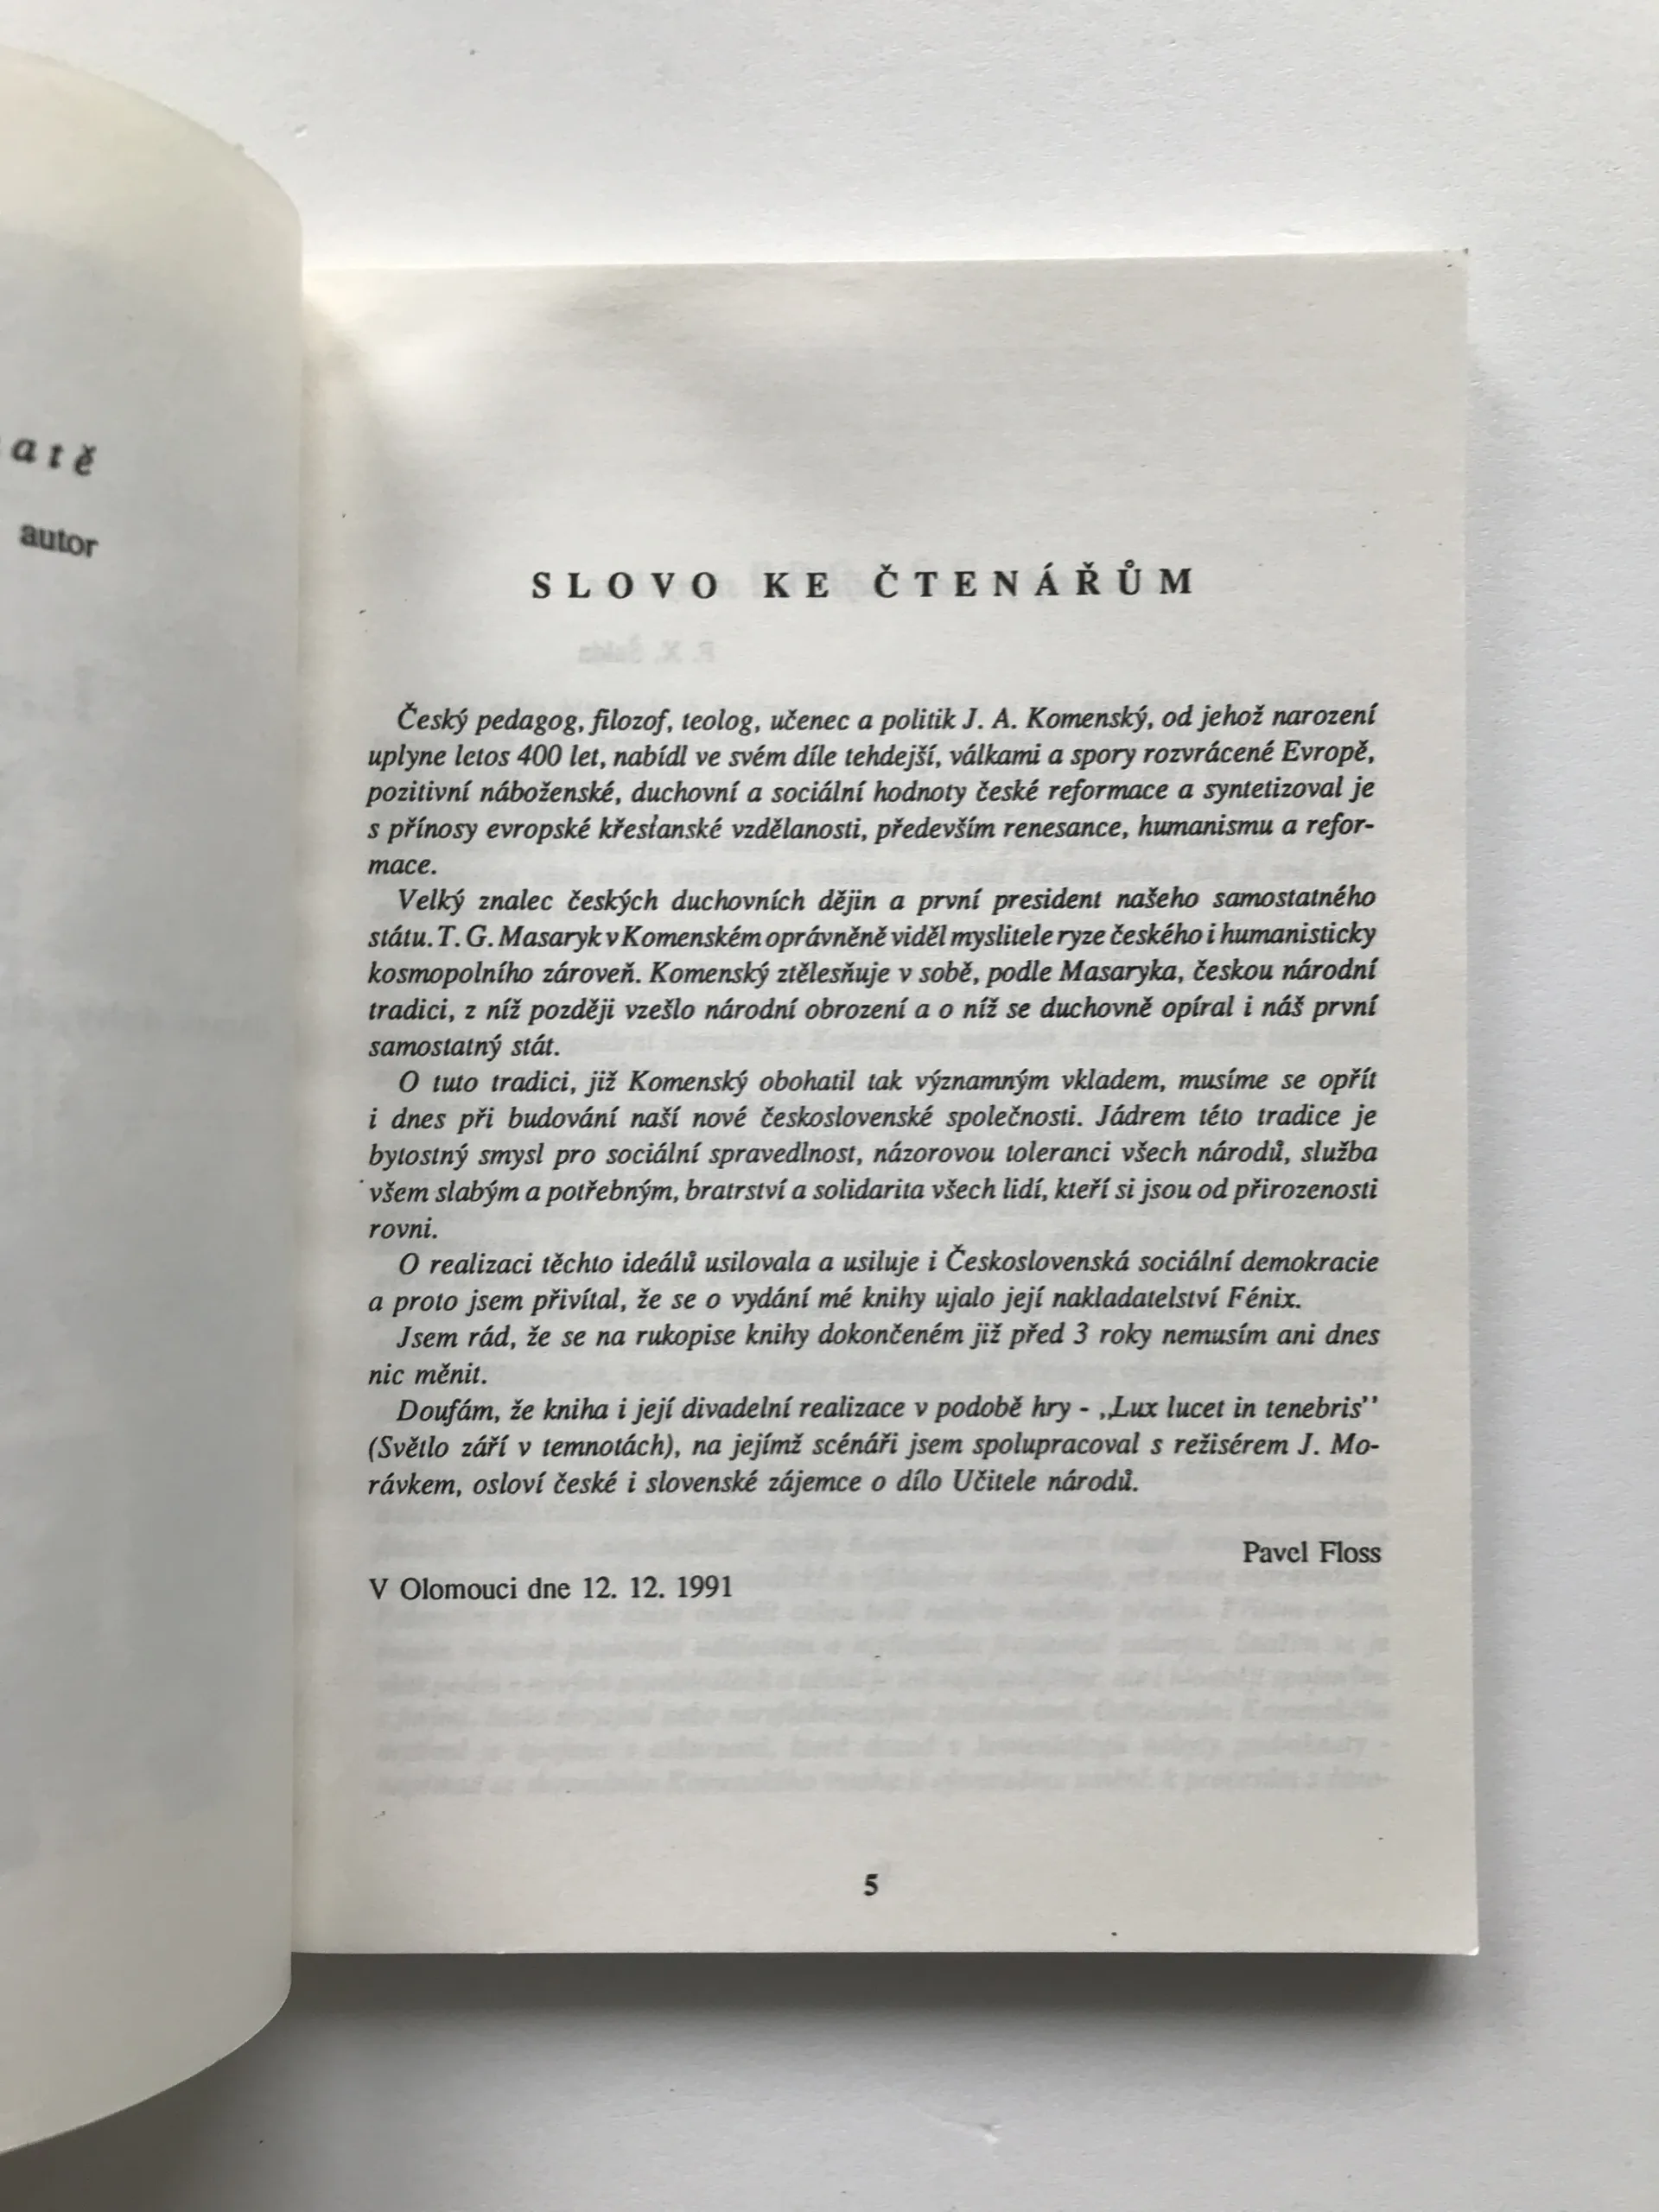 atě
autor
SLOVO KE ČTENÁŘŮM
Český pedagog, filozof, teolog, učenec a politik J. A. Komenský, od jehož narození
uplyne letos 400 let, nabídl ve svém díle tehdejší, válkami a spory rozvrácené Evropě,
pozitivní náboženské, duchovní a sociální hodnoty české reformace a syntetizoval je
s přínosy evropské křesťanské vzdělanosti, především renesance, humanismu a refor-
mace.
Velký znalec českých duchovních dějin a první president našeho samostatného
státu. T. G. Masaryk v Komenském oprávněně viděl myslitele ryze českého i humanisticky
kosmopolního zároveň. Komenský ztělesňuje v sobě, podle Masaryka, českou národní
tradici, z níž později vzešlo národní obrození a o níž se duchovně opíral i náš první
samostatný stát.
O tuto tradici, již Komenský obohatil tak významným vkladem, musíme se opřít
i dnes při budování naší nové československé společnosti. Jádrem této tradice je
bytostný smysl pro sociální spravedlnost, názorovou toleranci všech národů, služba
všem slabým a potřebným, bratrství a solidarita všech lidí, kteří si jsou od přirozenosti
rovni.
O realizaci těchto ideálů usilovala a usiluje i Československá sociální demokracie
a proto jsem přivítal, že se o vydání mé knihy ujalo její nakladatelství Fénix.
Jsem rád, že se na rukopise knihy dokončeném již před 3 roky nemusím ani dnes
nic měnit.
Doufám, že kniha i její divadelní realizace v podobě hry - „Lux lucet in tenebris''
(Světlo září v temnotách), na jejímž scénáři jsem spolupracoval s režisérem J. Mo-
rávkem, osloví české i slovenské zájemce o dílo Učitele národů.
Pavel Floss
V Olomouci dne 12. 12. 1991
5